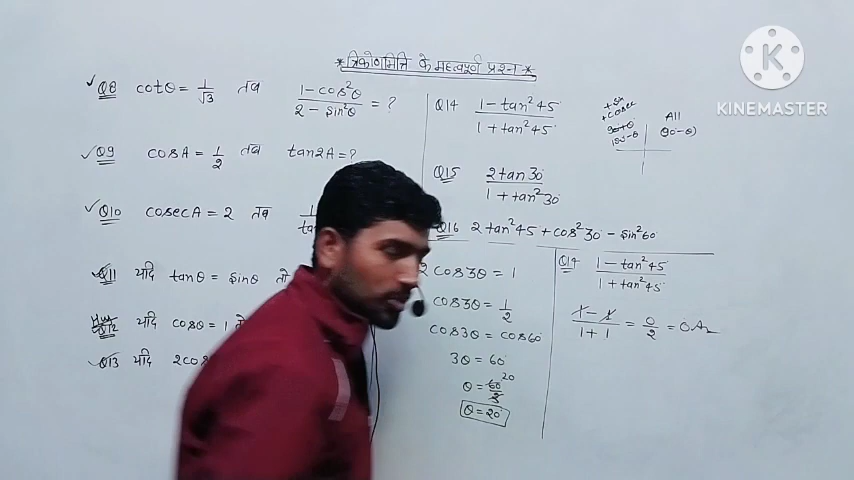 *त्रिकोणमिति के महत्वपूर्ण प्रश्न*
Q8 cotθ = 1/√3 तब (1-cos²θ)/(2-sin²θ) = ?
Q9 cosA = 1/2 तब tan2A = ?
Q10 cosecA = 2 तब
Q11 यदि tanθ = sinθ तो
Q12 यदि cosθ = 1
Q13 यदि 2cos
Q14 (1-tan²45°)/(1+tan²45°)
Q15 2tan30°/(1+tan²30°)
Q16 2tan²45° + cos²30° - sin²60°
2cos3θ = 1
cos3θ = 1/2
cos3θ = cos60°
3θ = 60°
θ = 60°/3 20
θ = 20°
Q14 (1-tan²45°)/(1+tan²45°)
(1-1)/(1+1) = 0/2 = 0 Ans
+cosec
90+θ
180-θ
All
(90-θ)
K
KINEMASTER